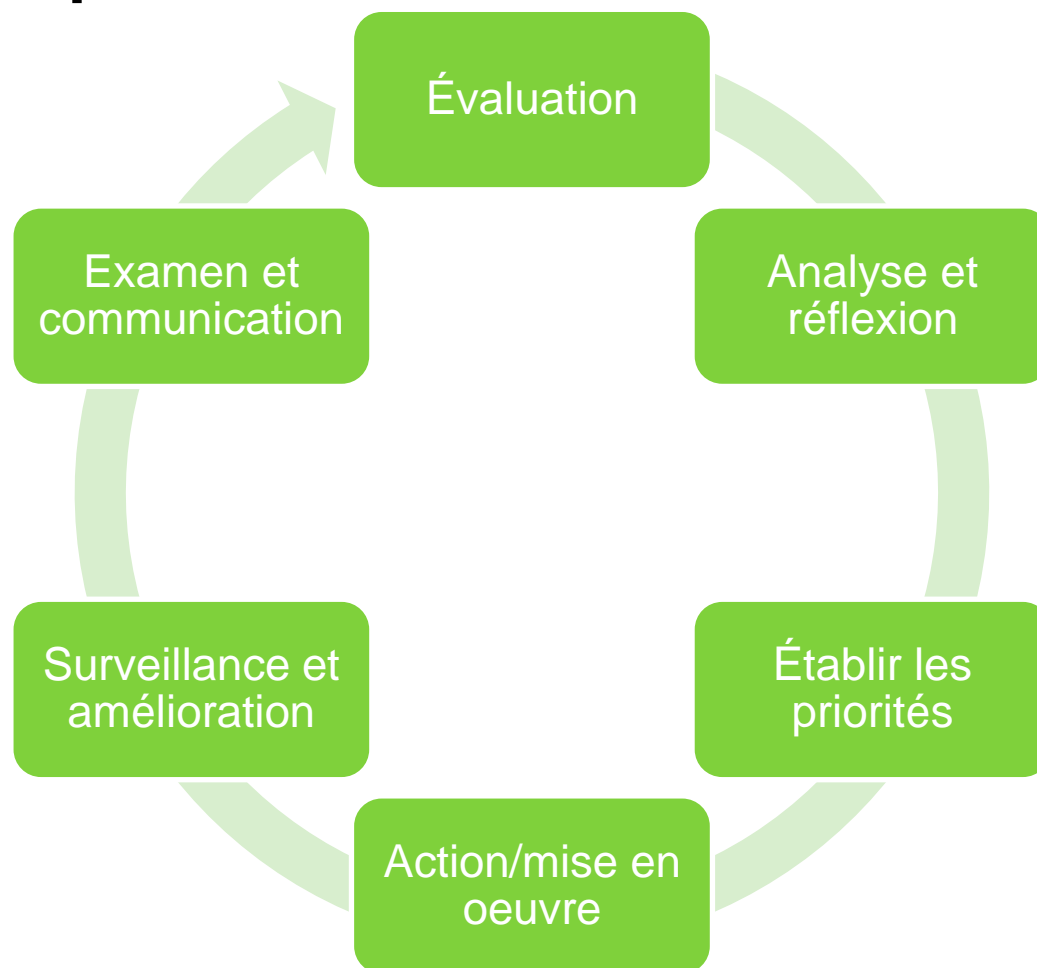 Évaluation
Analyse et
réflexion
Établir les
priorités
Action/mise en
oeuvre
Surveillance et
amélioration
Examen et
communication